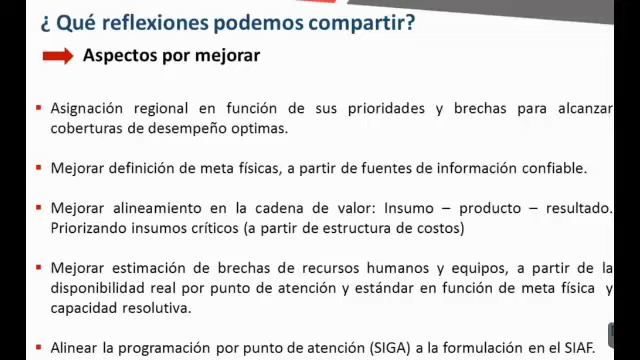 ¿ Qué reflexiones podemos compartir?
Aspectos por mejorar
Asignación regional en función de sus prioridades y brechas para alcanzar
coberturas de desempeño optimas.
Mejorar definición de meta físicas, a partir de fuentes de información confiable.
Mejorar alineamiento en la cadena de valor: Insumo – producto – resultado.
Priorizando insumos críticos (a partir de estructura de costos)
Mejorar estimación de brechas de recursos humanos y equipos, a partir de la
disponibilidad real por punto de atención y estándar en función de meta física y
capacidad resolutiva.
Alinear la programación por punto de atención (SIGA) a la formulación en el SIAF.